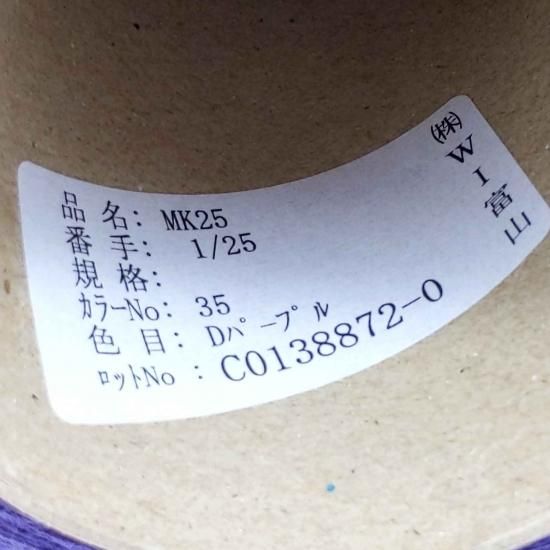 品 名: MK25
番 手: 1/25
規 格:
ｶﾗｰNo: 35
色 目: Dﾊﾟｰﾌﾟﾙ
ﾛｯﾄNo : C0138872-0
㈱WI富山